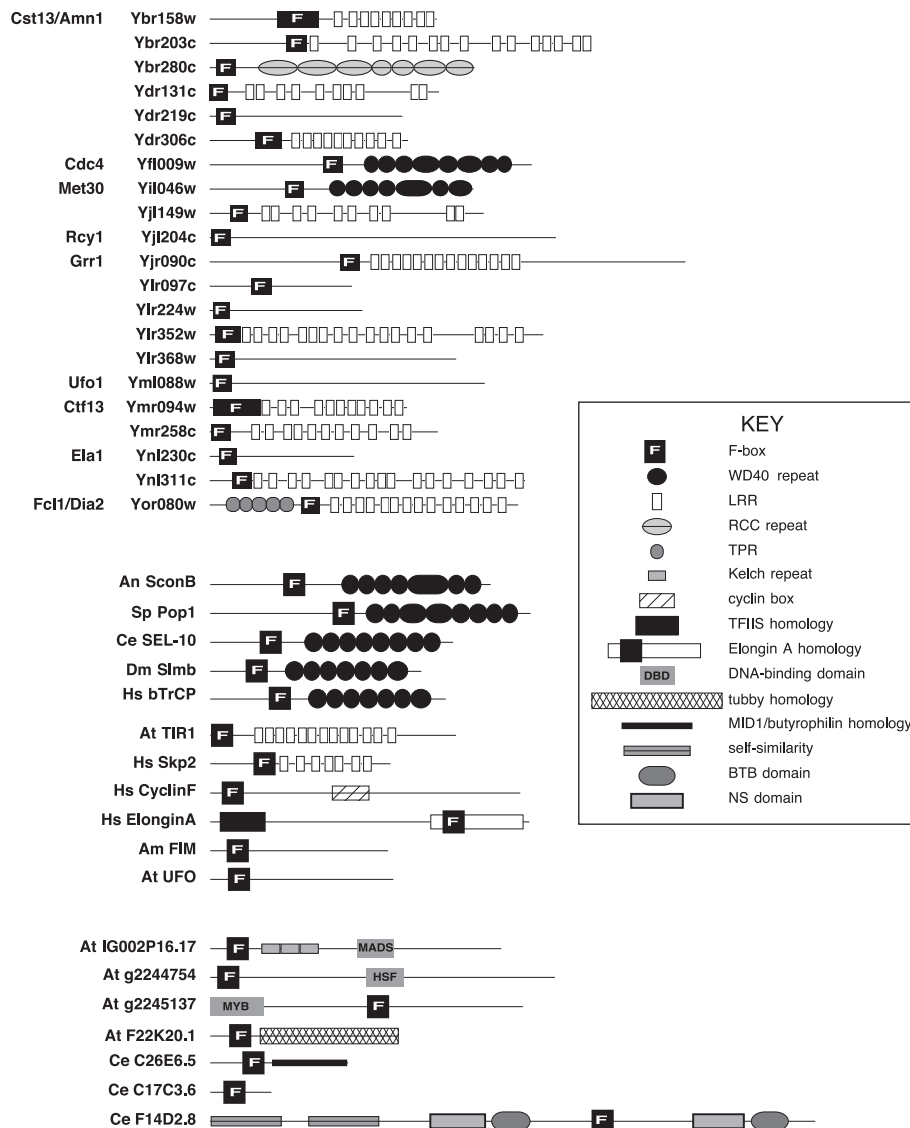 Cst13/Amn1 Ybr158w F
Ybr203c F
Ybr280c F
Ydr131c F
Ydr219c F
Ydr306c F
Cdc4 Yfl009w F
Met30 Yil046w F
Yjl149w F
Rcy1 Yjl204c F
Grr1 Yjr090c F
Ylr097c F
Ylr224w F
Ylr352w F
Ylr368w F
Ufo1 Yml088w F
Ctf13 Ymr094w F
Ymr258c F
Ela1 Ynl230c F
Ynl311c F
Fcl1/Dia2 Yor080w F
An SconB F
Sp Pop1 F
Ce SEL-10 F
Dm Slmb F
Hs bTrCP F
At TIR1 F
Hs Skp2 F
Hs CyclinF F
Hs ElonginA F
Am FIM F
At UFO F
At IG002P16.17 F MADS
At g2244754 F HSF
At g2245137 MYB F
At F22K20.1 F
Ce C26E6.5 F
Ce C17C3.6 F
Ce F14D2.8 F
KEY
F F-box
WD40 repeat
LRR
RCC repeat
TPR
Kelch repeat
cyclin box
TFIIS homology
Elongin A homology
DBD DNA-binding domain
tubby homology
MID1/butyrophilin homology
self-similarity
BTB domain
NS domain